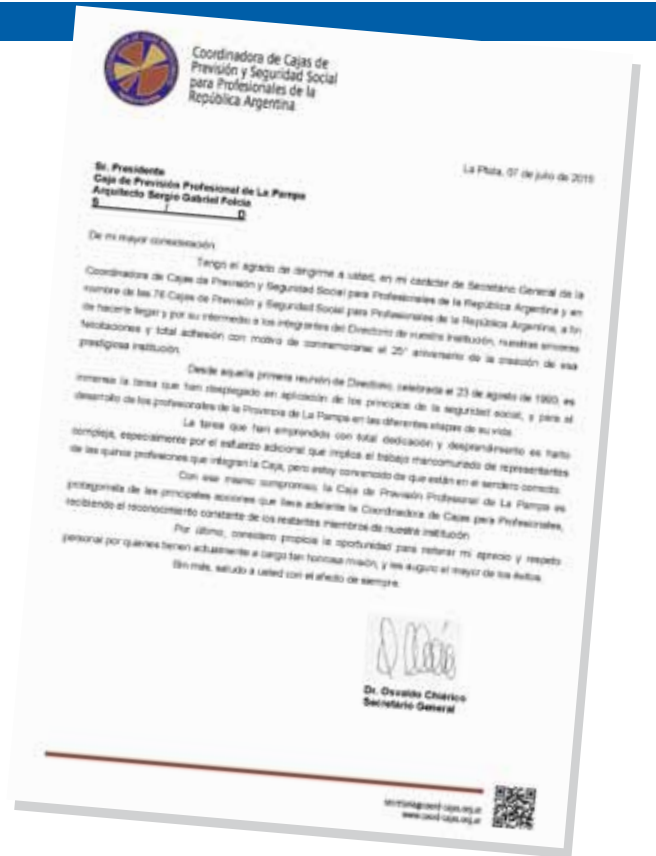 Coordinadora de Cajas de
Previsión y Seguridad Social
para Profesionales de la
República Argentina
La Plata, 07 de julio de 2015
Sr. Presidente
Caja de Previsión Profesional de La Pampa
Arquitecto Sergio Gabriel Folcia
S / D
De mi mayor consideración
Tengo el agrado de dirigirme a usted, en mi carácter de Secretario General de la
Coordinadora de Cajas de Previsión y Seguridad Social para Profesionales de la República Argentina y en
nombre de las 76 Cajas de Previsión y Seguridad Social para Profesionales de la República Argentina, a fin
de hacerle llegar y por su intermedio a los integrantes del Directorio de vuestra institución, nuestras sinceras
felicitaciones y total adhesión con motivo de conmemorarse el 25° aniversario de la creación de esa
prestigiosa institución.
Desde aquella primera reunión de Directorio, celebrada el 23 de agosto de 1990, es
inmensa la tarea que han desplegado en aplicación de los principios de la seguridad social, y para el
desarrollo de los profesionales de la Provincia de La Pampa en las diferentes etapas de su vida.
La tarea que han emprendido con total dedicación y desprendimiento es harto
compleja, especialmente por el esfuerzo adicional que implica el trabajo mancomunado de representantes
de las quince profesiones que integran la Caja, pero estoy convencido de que están en el sendero correcto.
Con ese mismo compromiso, la Caja de Previsión Profesional de La Pampa es
protagonista de las principales acciones que lleva adelante la Coordinadora de Cajas para Profesionales,
recibiendo el reconocimiento constante de los restantes miembros de nuestra institución.
Por último, considero propicia la oportunidad para reiterar mi aprecio y respeto
personal por quienes tienen actualmente a cargo tan honrosa misión, y les auguro el mayor de los éxitos.
Sin más, saludo a usted con el afecto de siempre.
Dr. Osvaldo Chiérico
Secretario General